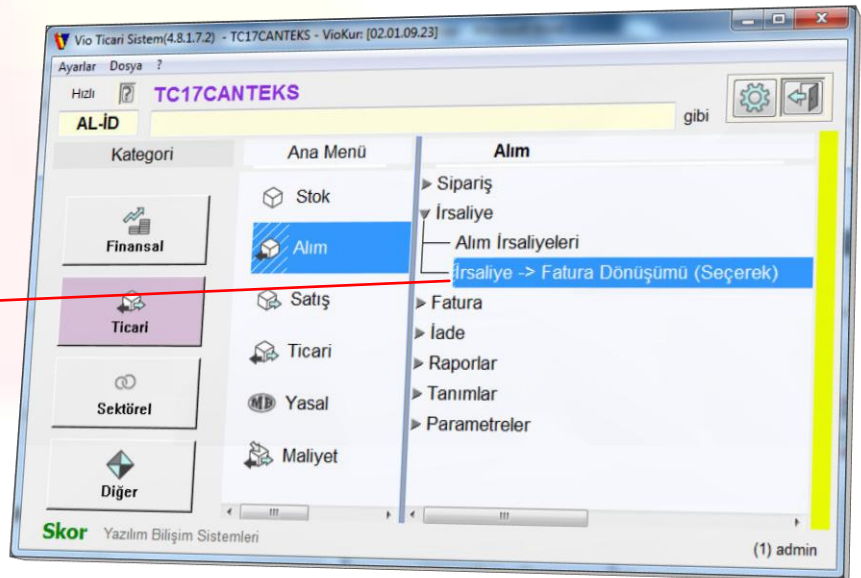 Vio Ticari Sistem(4.8.1.7.2) - TC17CANTEKS - VioKur: [02.01.09.23]
Ayarlar Dosya ?
Hızlı ? TC17CANTEKS
AL-İD gibi
Kategori
Finansal
Ticari
Sektörel
Diğer
Ana Menü
Stok
Alım
Satış
Ticari
MB Yasal
Maliyet
Alım
Sipariş
İrsaliye
Alım İrsaliyeleri
İrsaliye -> Fatura Dönüşümü (Seçerek)
Fatura
İade
Raporlar
Tanımlar
Parametreler
Skor Yazılım Bilişim Sistemleri
(1) admin